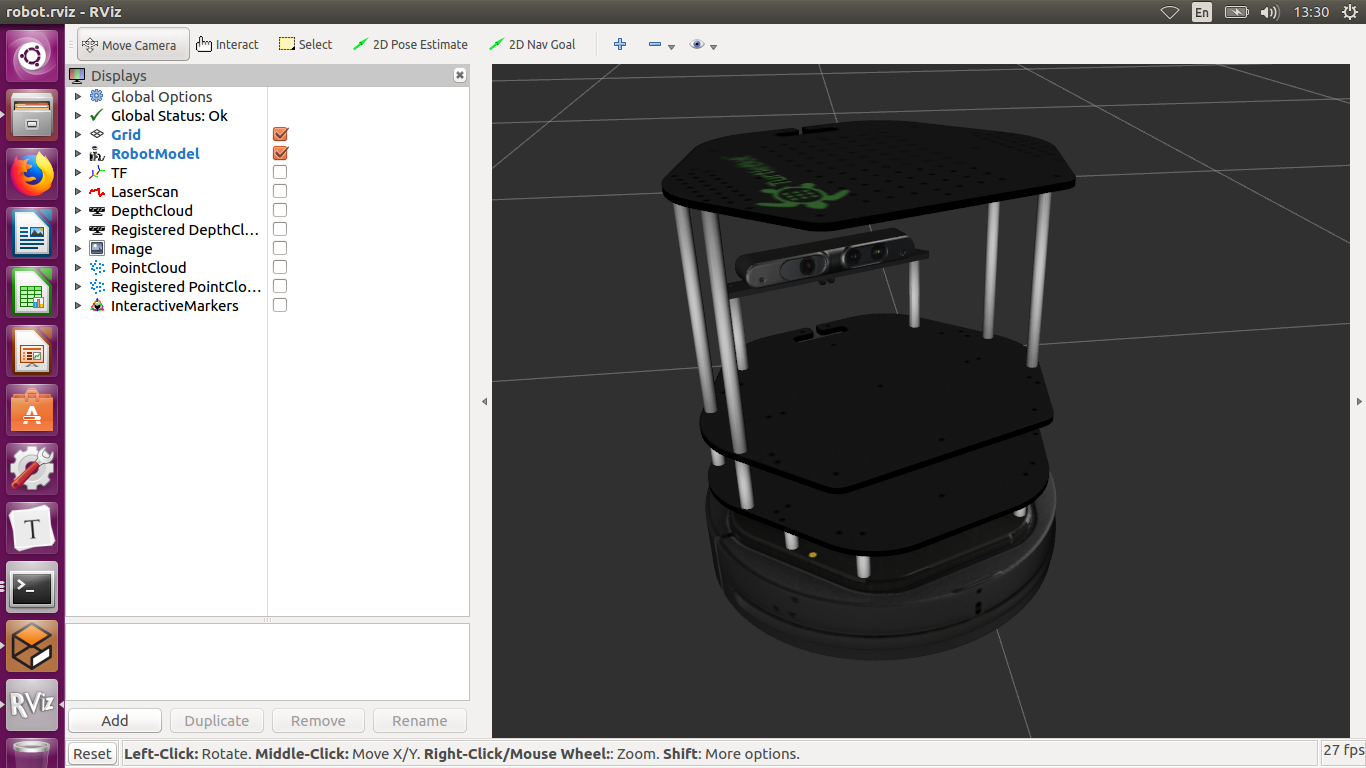 robot.rviz - RViz
En
13:30
Move Camera
Interact
Select
2D Pose Estimate
2D Nav Goal
Displays
Global Options
Global Status: Ok
Grid
RobotModel
TF
LaserScan
DepthCloud
Registered DepthCl...
Image
PointCloud
Registered PointClo...
InteractiveMarkers
A
T
>_
RViz
Add
Duplicate
Remove
Rename
Reset
Left-Click: Rotate. Middle-Click: Move X/Y. Right-Click/Mouse Wheel:: Zoom. Shift: More options.
27 fps